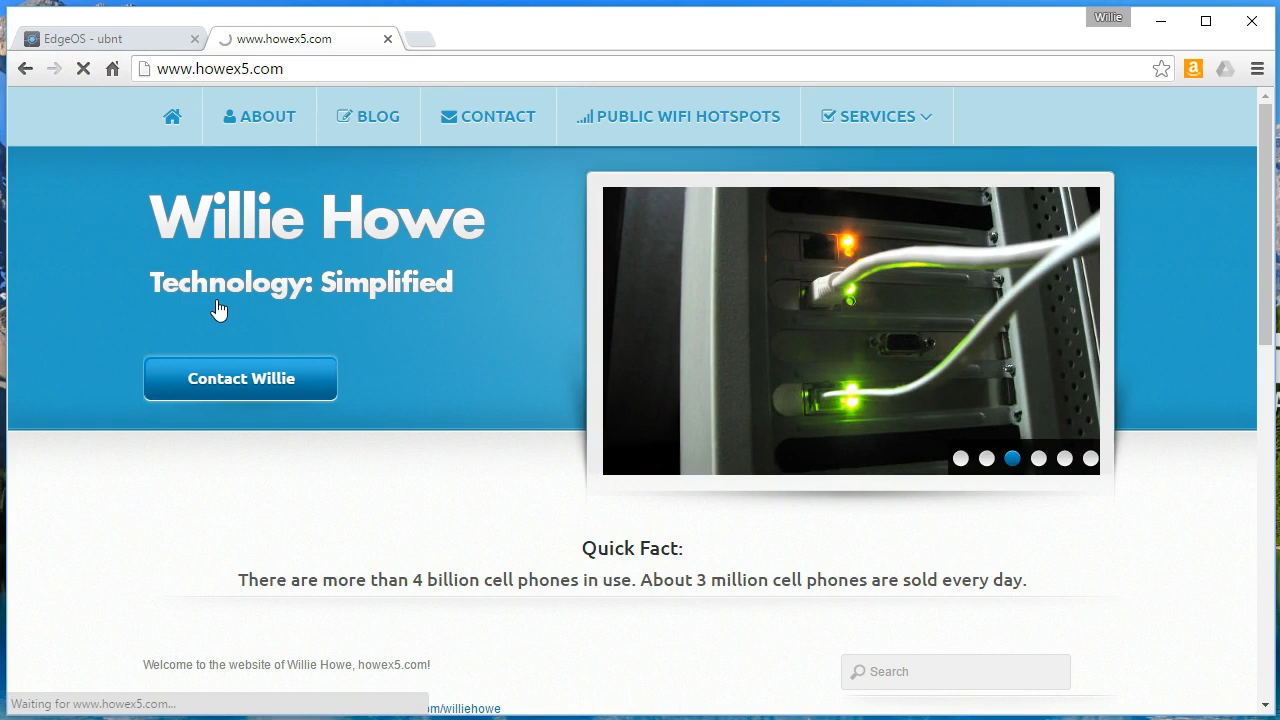 Willie
EdgeOS - ubnt
www.howex5.com
www.howex5.com
ABOUT
BLOG
CONTACT
PUBLIC WIFI HOTSPOTS
SERVICES
Willie Howe
Technology: Simplified
Contact Willie
Quick Fact:
There are more than 4 billion cell phones in use. About 3 million cell phones are sold every day.
Welcome to the website of Willie Howe, howex5.com!
Search
Waiting for www.howex5.com...
om/williehowe